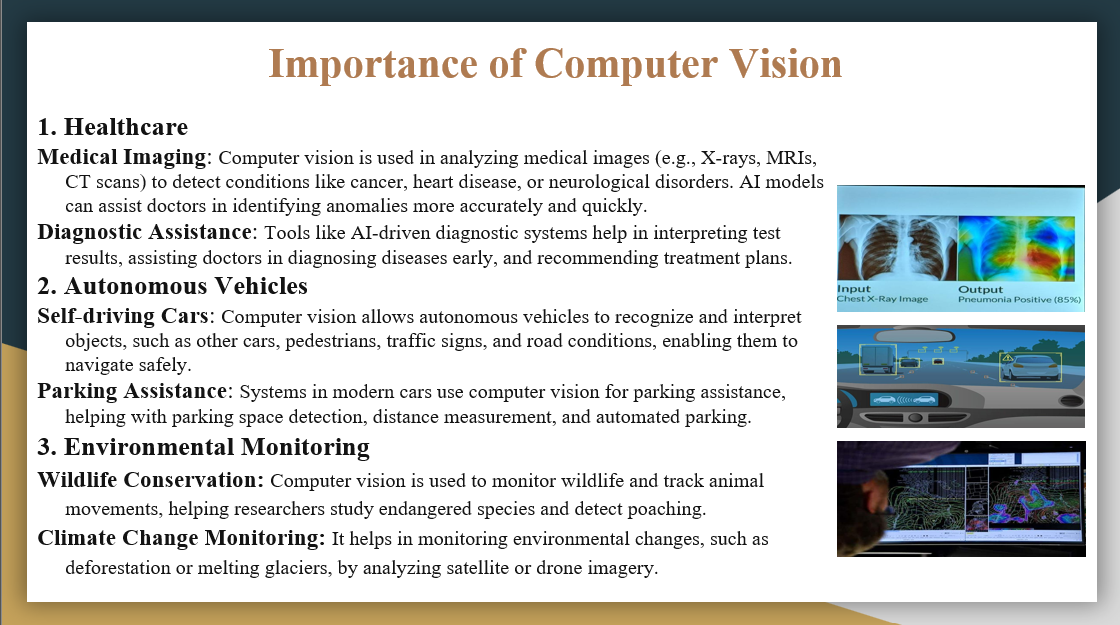 Importance of Computer Vision
1. Healthcare
Medical Imaging: Computer vision is used in analyzing medical images (e.g., X-rays, MRIs,
CT scans) to detect conditions like cancer, heart disease, or neurological disorders. AI models
can assist doctors in identifying anomalies more accurately and quickly.
Diagnostic Assistance: Tools like AI-driven diagnostic systems help in interpreting test
results, assisting doctors in diagnosing diseases early, and recommending treatment plans.
2. Autonomous Vehicles
Self-driving Cars: Computer vision allows autonomous vehicles to recognize and interpret
objects, such as other cars, pedestrians, traffic signs, and road conditions, enabling them to
navigate safely.
Parking Assistance: Systems in modern cars use computer vision for parking assistance,
helping with parking space detection, distance measurement, and automated parking.
3. Environmental Monitoring
Wildlife Conservation: Computer vision is used to monitor wildlife and track animal
movements, helping researchers study endangered species and detect poaching.
Climate Change Monitoring: It helps in monitoring environmental changes, such as
deforestation or melting glaciers, by analyzing satellite or drone imagery.
Input
Chest X-Ray Image
Output
Pneumonia Positive (85%)